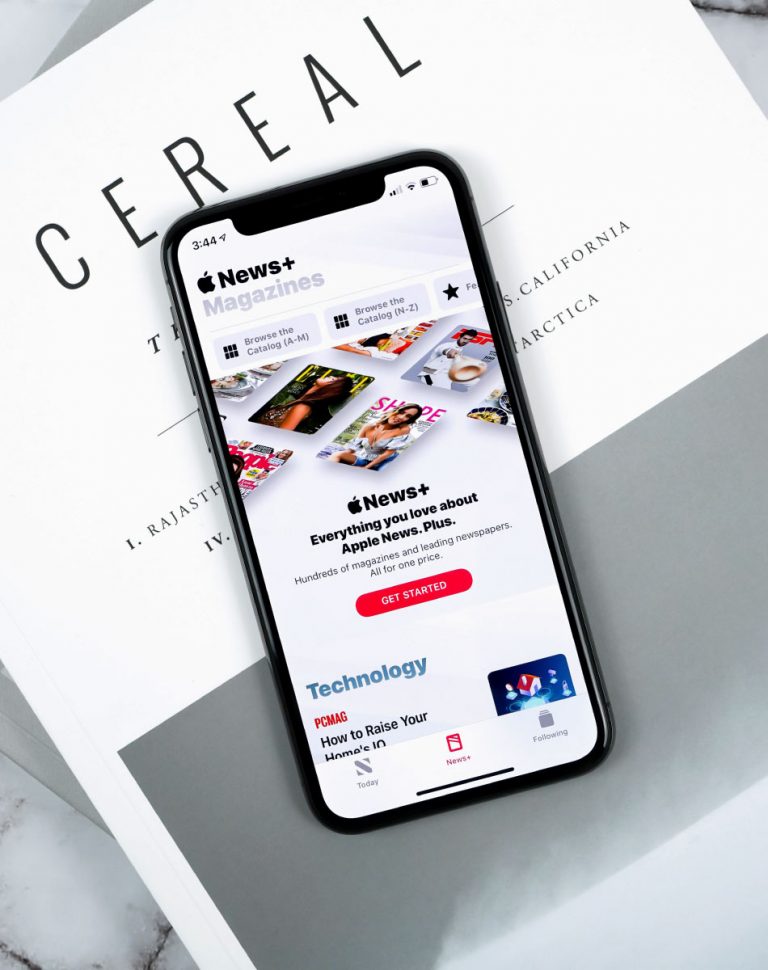 CEREAL
3:44
News+
Magazines
Browse the
Catalog (A-M)
Browse the
Catalog (N-Z)
Fe
SHAPE
People
News+
Everything you love about
Apple News. Plus.
Hundreds of magazines and leading newspapers.
All for one price.
GET STARTED
Technology
PCMAG
How to Raise Your
Home's IQ
Today
News+
Following
T
S. CALIFORNIA
TARCTICA
I. RAJASTH
IV.